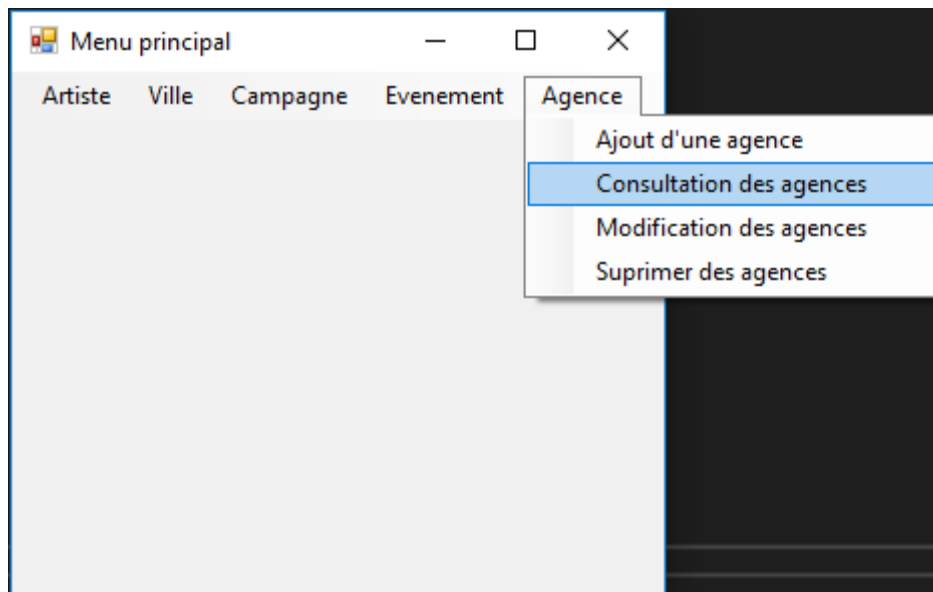 Menu principal
Artiste Ville Campagne Evenement Agence
Ajout d'une agence
Consultation des agences
Modification des agences
Suprimer des agences